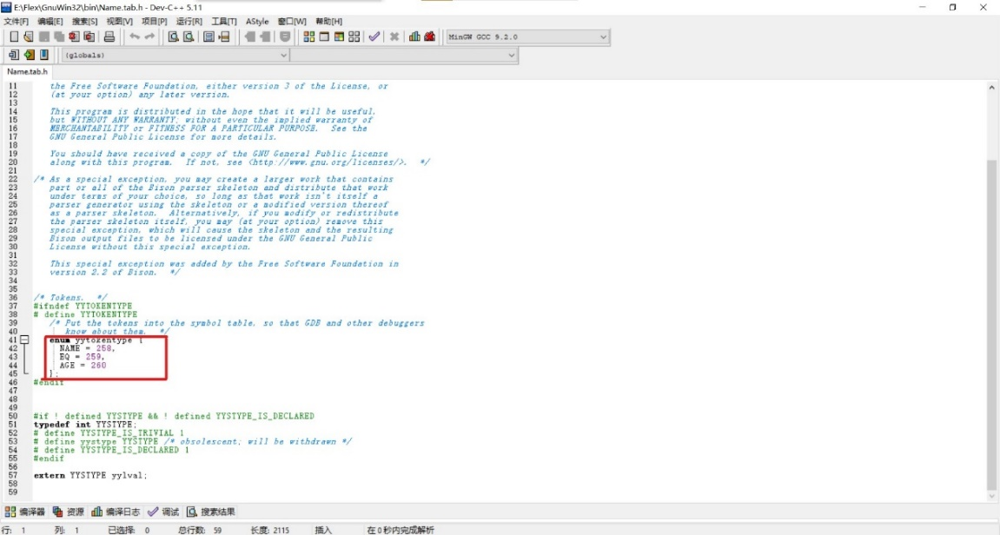 E:\Flex\GnuWin32\bin\Name.tab.h - Dev-C++ 5.11
文件[F] 编辑[E] 搜索[S] 视图[V] 项目[P] 运行[R] 工具[T] AStyle 窗口[W] 帮助[H]
MinGW GCC 9.2.0
(globals)
Name.tab.h
11 the Free Software Foundation, either version 3 of the License, or
12 (at your option) any later version.
13
14 This program is distributed in the hope that it will be useful,
15 but WITHOUT ANY WARRANTY; without even the implied warranty of
16 MERCHANTABILITY or FITNESS FOR A PARTICULAR PURPOSE. See the
17 GNU General Public License for more details.
18
19 You should have received a copy of the GNU General Public License
20 along with this program. If not, see <http://www.gnu.org/licenses/>. */
21
22 /* As a special exception, you may create a larger work that contains
23 part or all of the Bison parser skeleton and distribute that work
24 under terms of your choice, so long as that work isn't itself a
25 parser generator using the skeleton or a modified version thereof
26 as a parser skeleton. Alternatively, if you modify or redistribute
27 the parser skeleton itself, you may (at your option) remove this
28 special exception, which will cause the skeleton and the resulting
29 Bison output files to be licensed under the GNU General Public
30 License without this special exception.
31
32 This special exception was added by the Free Software Foundation in
33 version 2.2 of Bison. */
34
35
36 /* Tokens. */
37 #ifndef YYTOKENTYPE
38 # define YYTOKENTYPE
39 /* Put the tokens into the symbol table, so that GDB and other debuggers
40 know about them. */
41 enum yytokentype {
42 NAME = 258,
43 EQ = 259,
44 AGE = 260
45 };
46 #endif
47
48
49
50 #if ! defined YYSTYPE && ! defined YYSTYPE_IS_DECLARED
51 typedef int YYSTYPE;
52 # define YYSTYPE_IS_TRIVIAL 1
53 # define yystype YYSTYPE /* obsolescent; will be withdrawn */
54 # define YYSTYPE_IS_DECLARED 1
55 #endif
56
57 extern YYSTYPE yylval;
58
59
编译器 资源 编译日志 调试 搜索结果
行: 1 列: 1 已选择: 0 总行数: 59 长度: 2115 插入 在 0 秒内完成解析